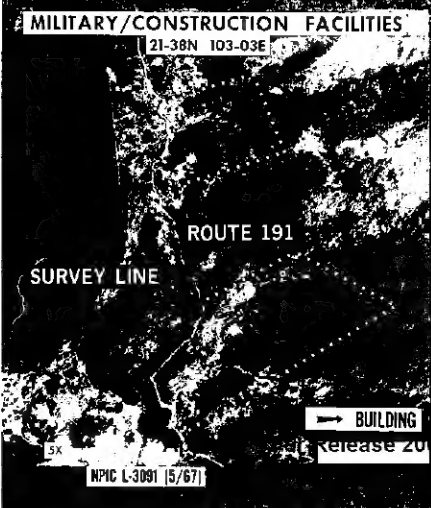 MILITARY/CONSTRUCTION FACILITIES
21-38N 103-03E
ROUTE 191
SURVEY LINE
BUILDING
Release 20
5X
NPIC L-3091 (5/67)